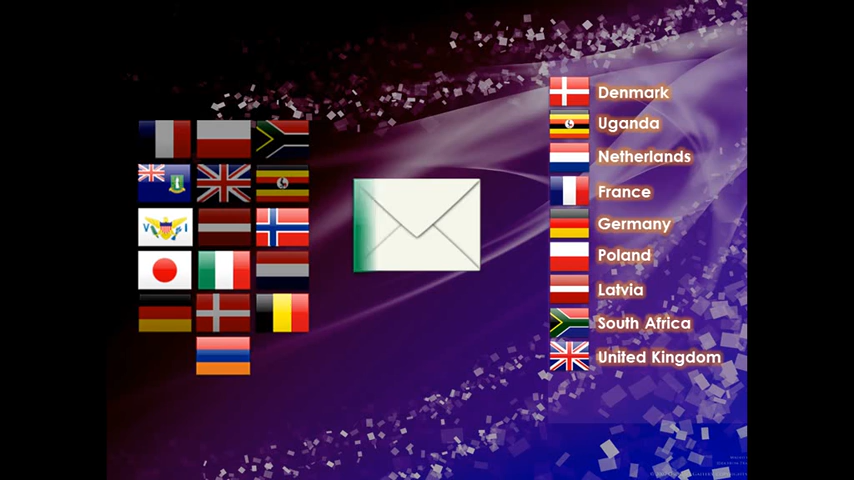 V I
Denmark
Uganda
Netherlands
France
Germany
Poland
Latvia
South Africa
United Kingdom